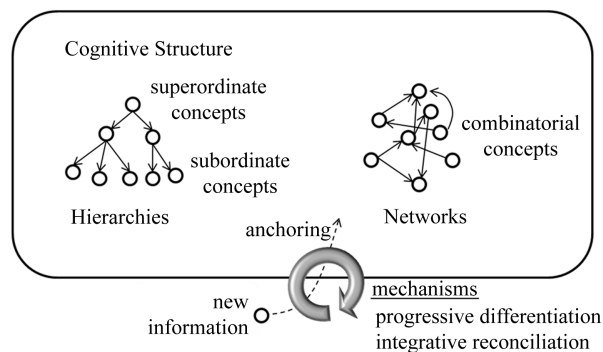 Cognitive Structure
superordinate
concepts
subordinate
concepts
Hierarchies
combinatorial
concepts
Networks
anchoring
new
information
mechanisms
progressive differentiation
integrative reconciliation